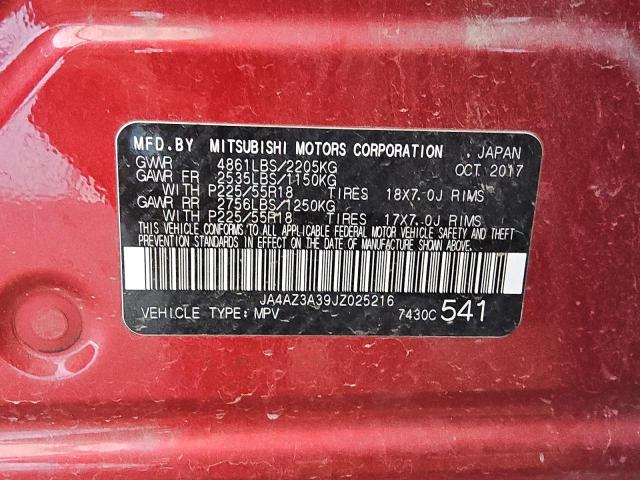 MFD.BY MITSUBISHI MOTORS CORPORATION , JAPAN
GVWR 4861LBS/2205KG OCT 2017
GAWR FR 2535LBS/1150KG
WITH P225/55R18 TIRES 18X7.0J RIMS
GAWR RR 2756LBS/1250KG
WITH P225/55R18 TIRES 17X7.0J RIMS
THIS VEHICLE CONFORMS TO ALL APPLICABLE FEDERAL MOTOR VEHICLE SAFETY AND THEFT
PREVENTION STANDARDS IN EFFECT ON THE DATE OF MANUFACTURE SHOWN ABOVE.
JA4AZ3A39JZ025216
VEHICLE TYPE: MPV 7430C 541